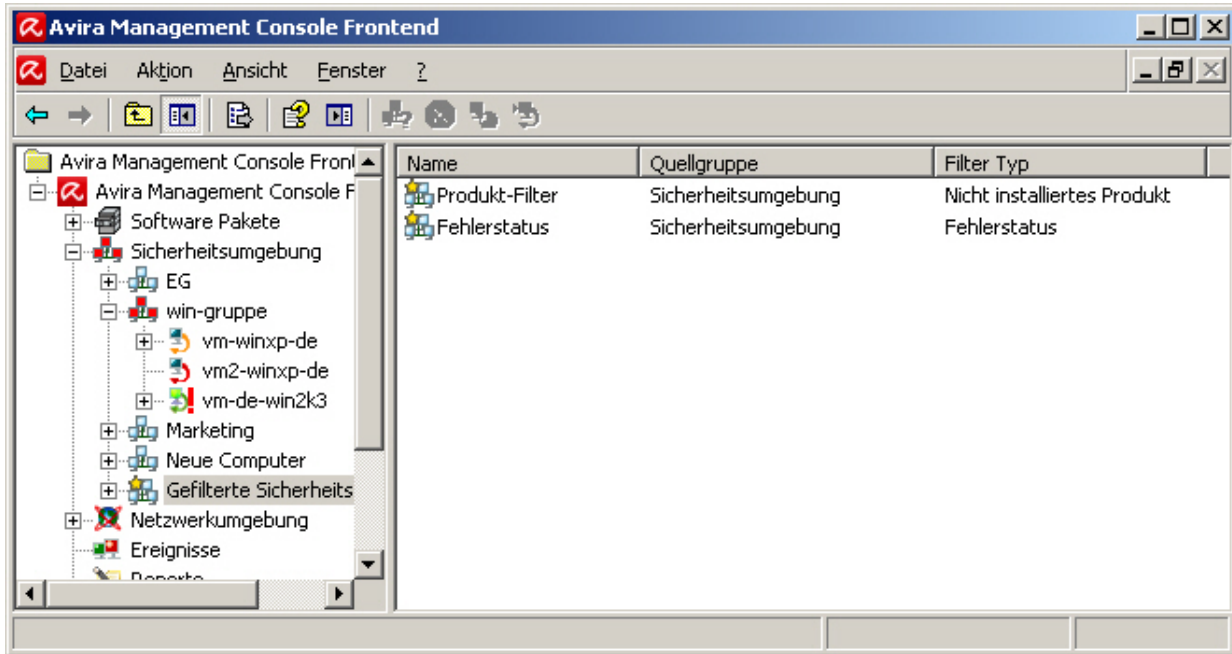 Avira Management Console Frontend
Datei Aktion Ansicht Fenster ?
Avira Management Console Front
Avira Management Console F
Software Pakete
Sicherheitsumgebung
EG
win-gruppe
vm-winxp-de
vm2-winxp-de
vm-de-win2k3
Marketing
Neue Computer
Gefilterte Sicherheits
Netzwerkumgebung
Ereignisse
Reporte
Name Quellgruppe Filter Typ
Produkt-Filter Sicherheitsumgebung Nicht installiertes Produkt
Fehlerstatus Sicherheitsumgebung Fehlerstatus